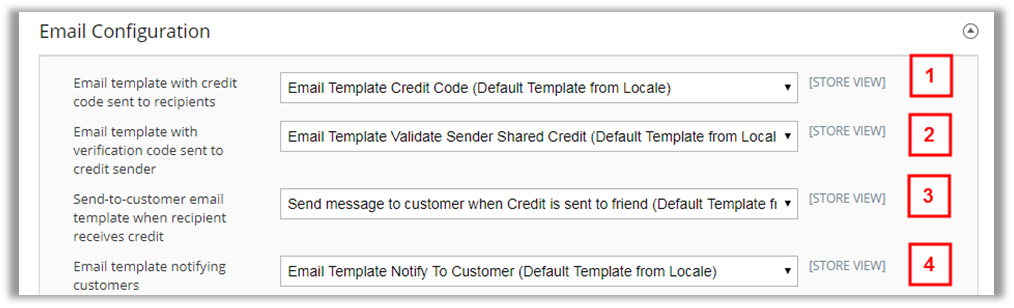 Email Configuration
Email template with credit
code sent to recipients
Email Template Credit Code (Default Template from Locale)
[STORE VIEW]
1
Email template with
verification code sent to
credit sender
Email Template Validate Sender Shared Credit (Default Template from Local
[STORE VIEW]
2
Send-to-customer email
template when recipient
receives credit
Send message to customer when Credit is sent to friend (Default Template fr
[STORE VIEW]
3
Email template notifying
customers
Email Template Notify To Customer (Default Template from Locale)
[STORE VIEW]
4